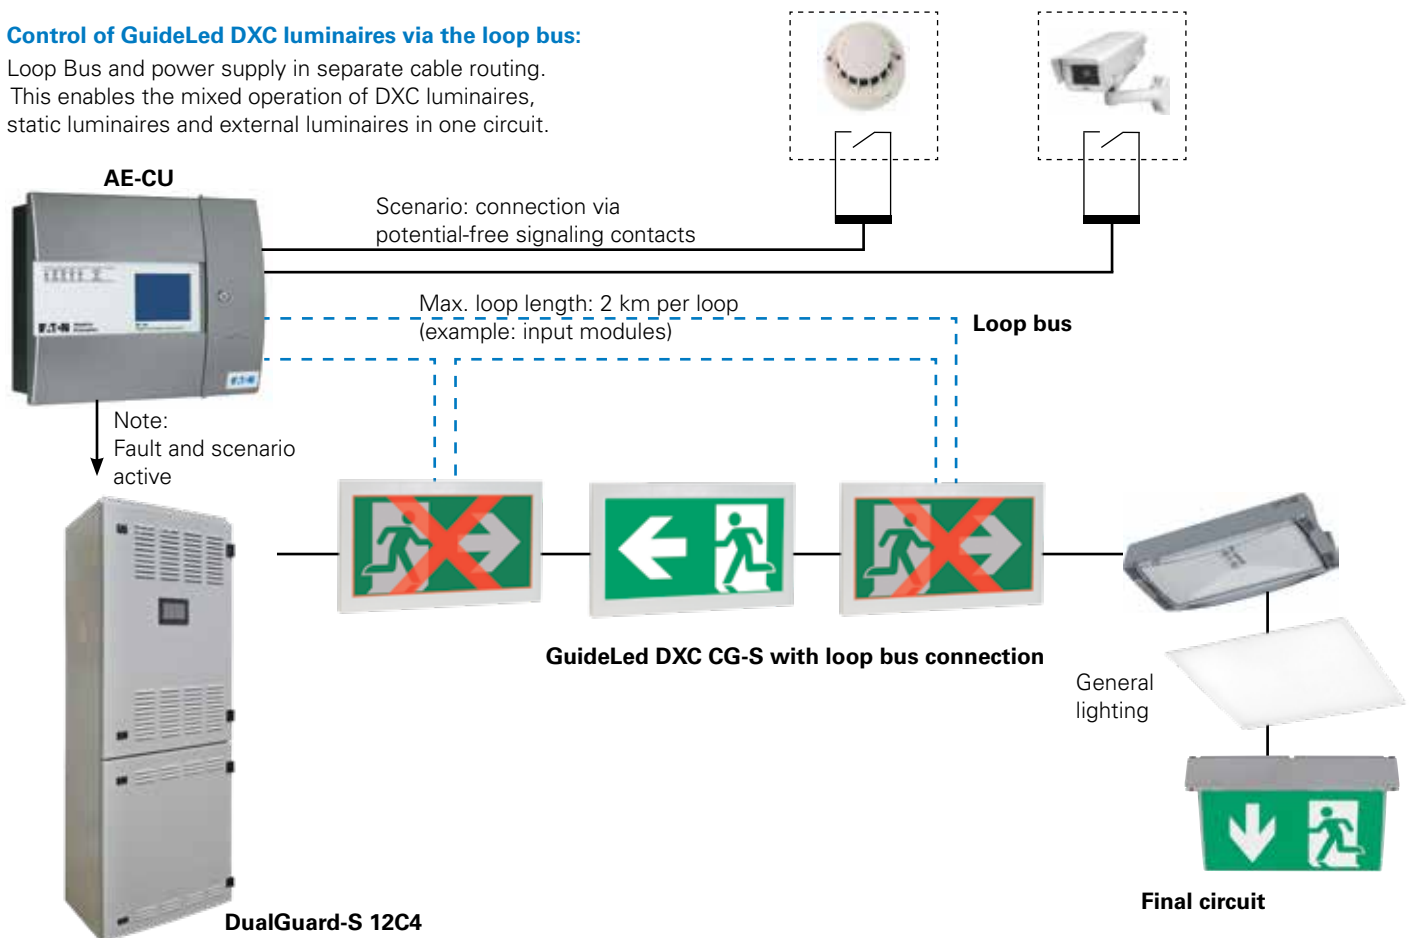 Control of GuideLed DXC luminaires via the loop bus:
Loop Bus and power supply in separate cable routing.
This enables the mixed operation of DXC luminaires,
static luminaires and external luminaires in one circuit.
AE-CU
Scenario: connection via
potential-free signaling contacts
Max. loop length: 2 km per loop
(example: input modules)
Loop bus
EATON
EATON
Note:
Fault and scenario
active
GuideLed DXC CG-S with loop bus connection
General
lighting
Final circuit
DualGuard-S 12C4